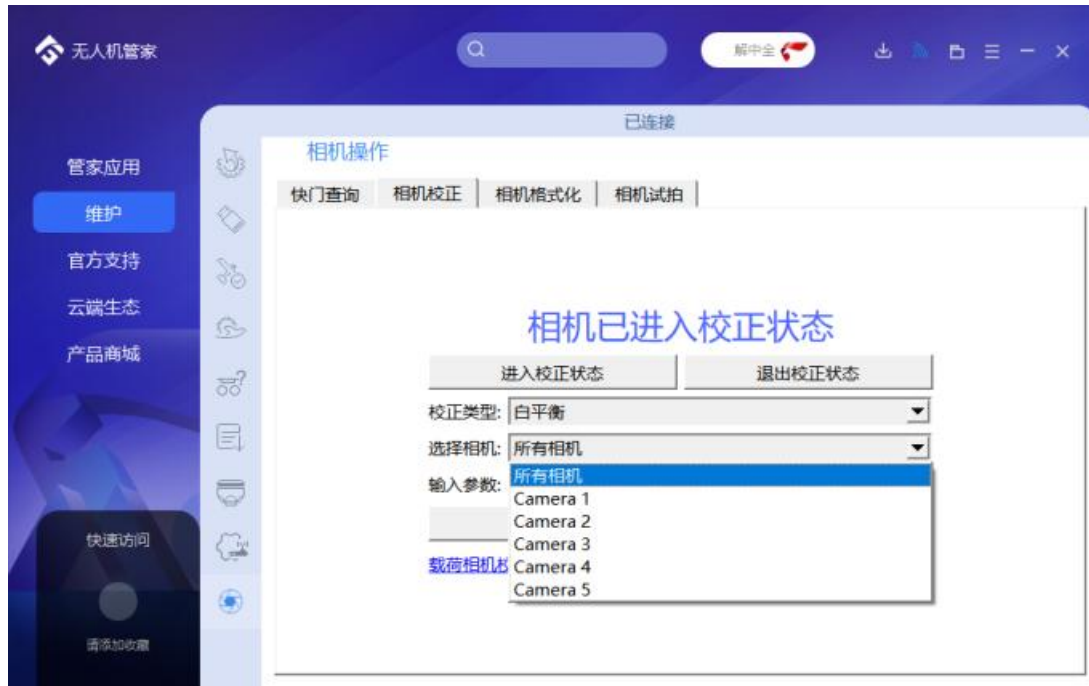 无人机管家
解中全
已连接
管家应用
维护
官方支持
云端生态
产品商城
快速访问
请添加收藏
相机操作
快门查询 相机校正 相机格式化 相机试拍
相机已进入校正状态
进入校正状态 退出校正状态
校正类型: 白平衡
选择相机: 所有相机
输入参数: 所有相机
Camera 1
Camera 2
Camera 3
Camera 4
载荷相机校
Camera 5